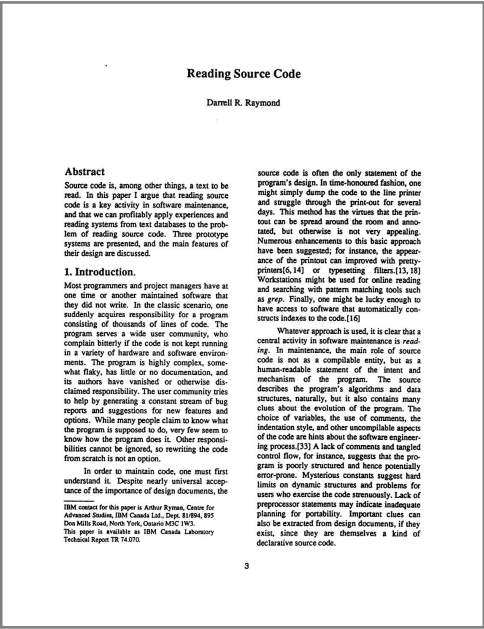 Reading Source Code
Darrell R. Raymond
Abstract
Source code is, among other things, a text to be
read. In this paper I argue that reading source
code is a key activity in software maintenance,
and that we can profitably apply experiences and
reading systems from text databases to the prob-
lem of reading source code. Three prototype
systems are presented, and the main features of
their design are discussed.
1. Introduction.
Most programmers and project managers have at
one time or another maintained software that
they did not write. In the classic scenario, one
suddenly acquires responsibility for a program
consisting of thousands of lines of code. The
program serves a wide user community, who
complain bitterly if the code is not kept running
in a variety of hardware and software environ-
ments. The program is highly complex, some-
what flaky, has little or no documentation, and
its authors have vanished or otherwise dis-
claimed responsibility. The user community tries
to help by generating a constant stream of bug
reports and suggestions for new features and
options. While many people claim to know what
the program is supposed to do, very few seem to
know how the program does it. Other responsi-
bilities cannot be ignored, so rewriting the code
from scratch is not an option.
In order to maintain code, one must first
understand it. Despite nearly universal accep-
tance of the importance of design documents, the
IBM contact for this paper is Arthur Ryman, Centre for
Advanced Studies, IBM Canada Ltd., Dept. 81/894, 895
Don Mills Road, North York, Ontario M3C 1W3.
This paper is available as IBM Canada Laboratory
Technical Report TR 74.070.
source code is often the only statement of the
program's design. In time-honoured fashion, one
might simply dump the code to the line printer
and struggle through the print-out for several
days. This method has the virtues that the prin-
tout can be spread around the room and anno-
tated, but otherwise is not very appealing.
Numerous enhancements to this basic approach
have been suggested; for instance, the appear-
ance of the printout can improved with pretty-
printers[6,14] or typesetting filters.[13,18]
Workstations might be used for online reading
and searching with pattern matching tools such
as grep. Finally, one might be lucky enough to
have access to software that automatically con-
structs indexes to the code.[16]
Whatever approach is used, it is clear that a
central activity in software maintenance is read-
ing. In maintenance, the main role of source
code is not as a compilable entity, but as a
human-readable statement of the intent and
mechanism of the program. The source
describes the program's algorithms and data
structures, naturally, but it also contains many
clues about the evolution of the program. The
choice of variables, the use of comments, the
indentation style, and other uncompilable aspects
of the code are hints about the software engineer-
ing process.[33] A lack of comments and tangled
control flow, for instance, suggests that the pro-
gram is poorly structured and hence potentially
error-prone. Mysterious constants suggest hard
limits on dynamic structures and problems for
users who exercise the code strenuously. Lack of
preprocessor statements may indicate inadequate
planning for portability. Important clues can
also be extracted from design documents, if they
exist, since they are themselves a kind of
declarative source code.
3